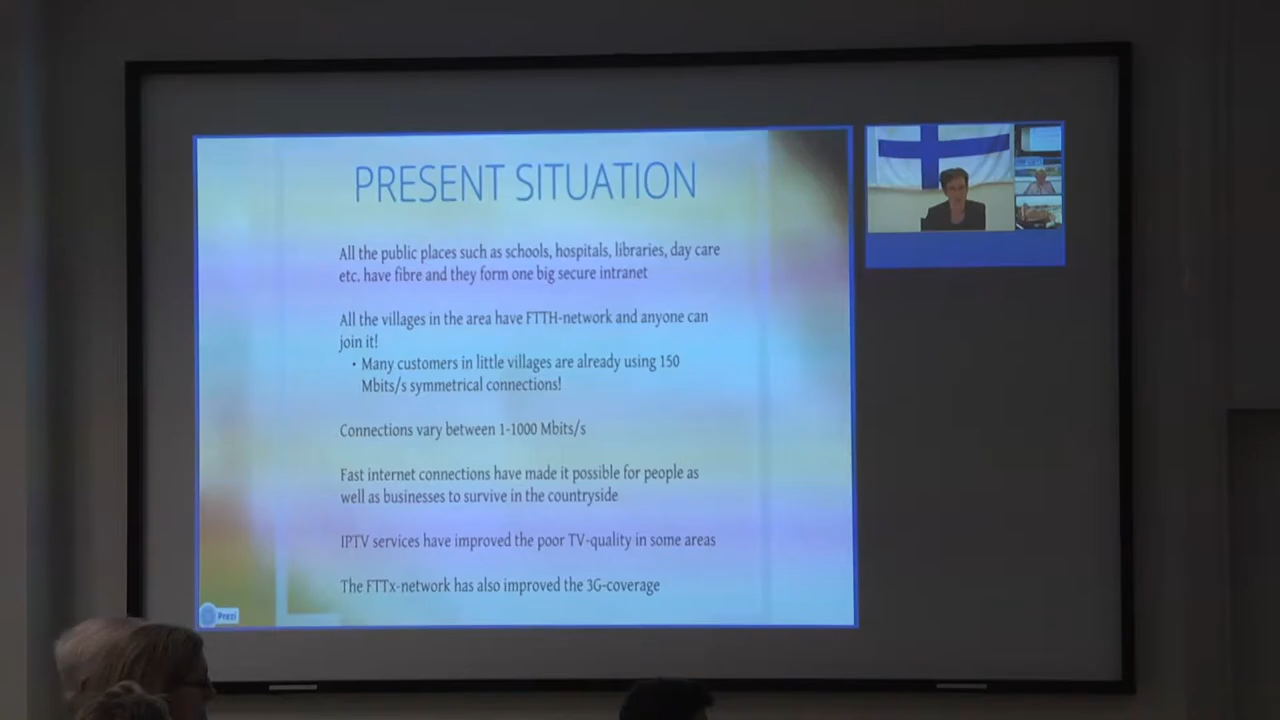 PRESENT SITUATION
All the public places such as schools, hospitals, libraries, day care
etc. have fibre and they form one big secure intranet
All the villages in the area have FTTH-network and anyone can
join it!
• Many customers in little villages are already using 150
Mbits/s symmetrical connections!
Connections vary between 1-1000 Mbits/s
Fast internet connections have made it possible for people as
well as businesses to survive in the countryside
IPTV services have improved the poor TV-quality in some areas
The FTTx-network has also improved the 3G-coverage
Prezi